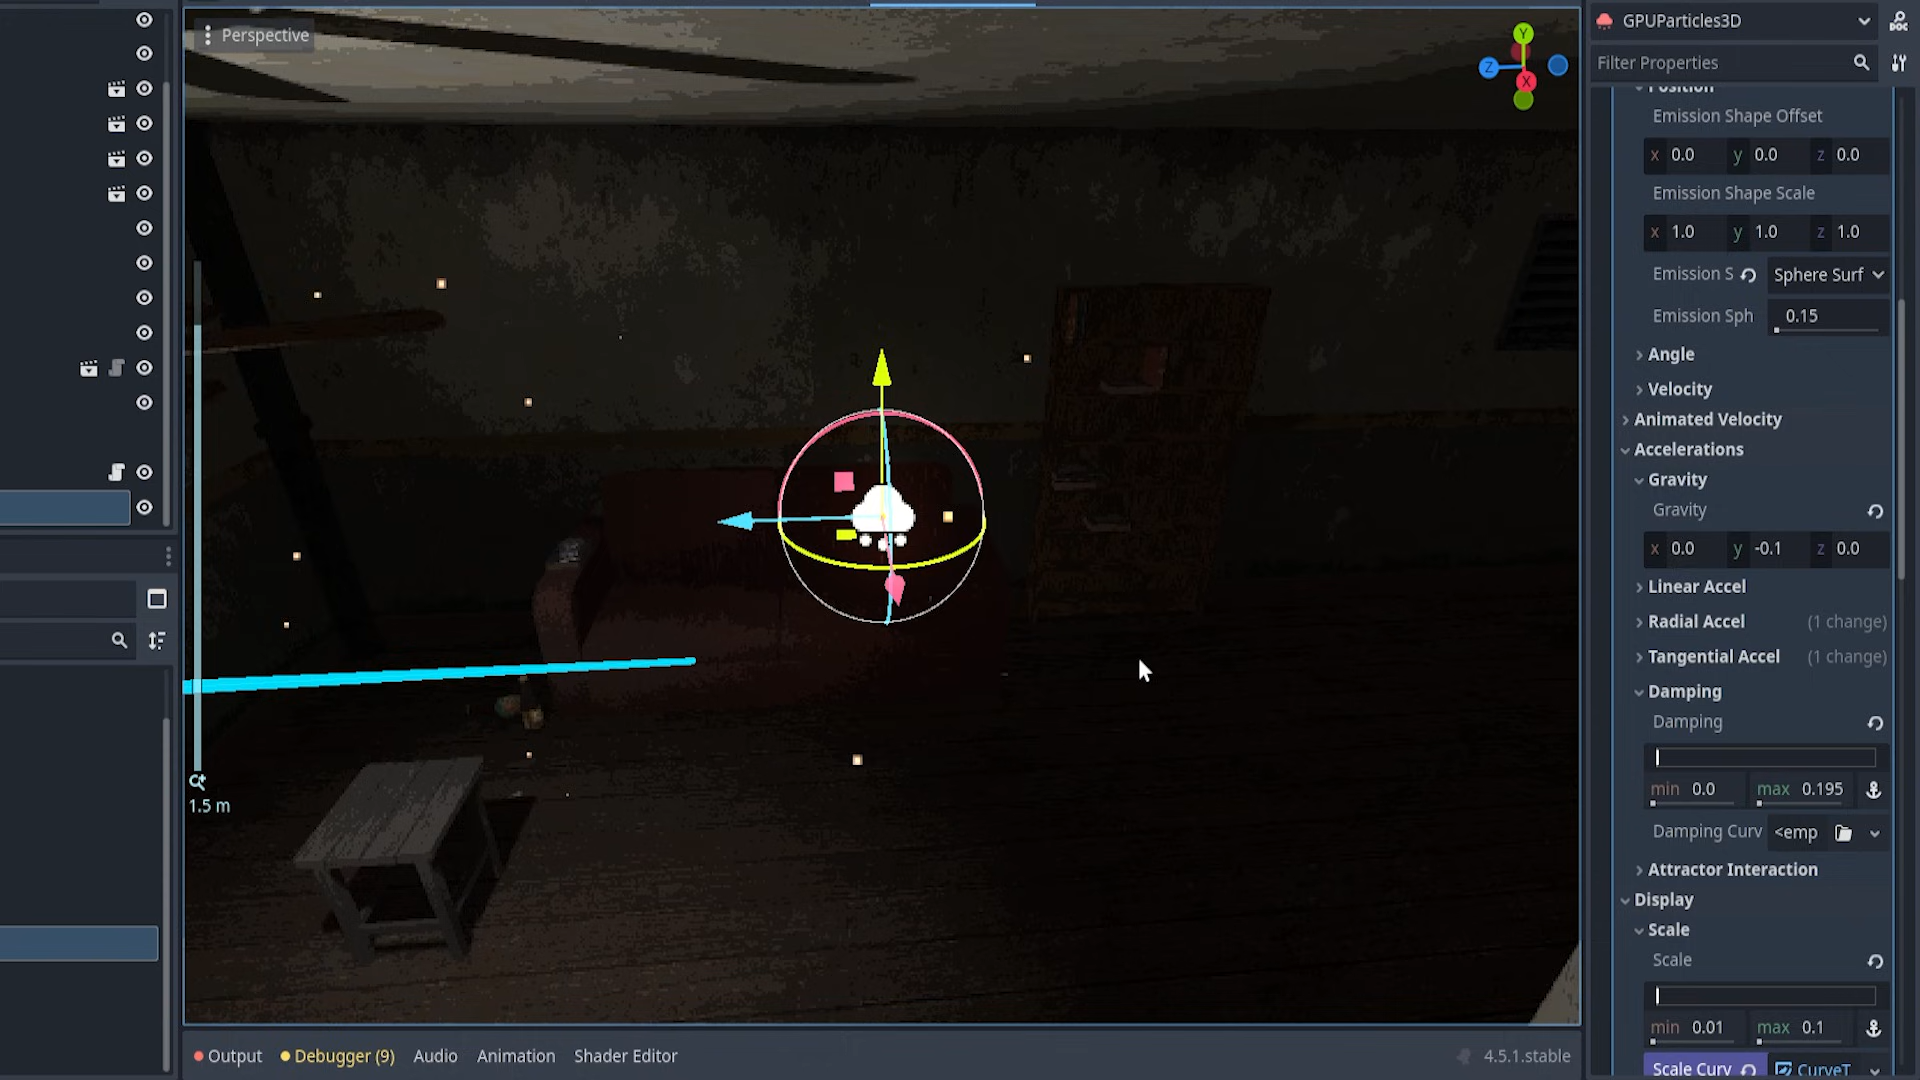 Perspective
Y
Z
X
1.5 m
Output
Debugger (9)
Audio
Animation
Shader Editor
4.5.1.stable
GPUParticles3D
DOC
Filter Properties
Position
Emission Shape Offset
x 0.0 y 0.0 z 0.0
Emission Shape Scale
x 1.0 y 1.0 z 1.0
Emission S Sphere Surf
Emission Sph 0.15
Angle
Velocity
Animated Velocity
Accelerations
Gravity
Gravity
x 0.0 y -0.1 z 0.0
Linear Accel
Radial Accel (1 change)
Tangential Accel (1 change)
Damping
Damping
min 0.0 max 0.195
Damping Curv <emp
Attractor Interaction
Display
Scale
Scale
min 0.01 max 0.1
Scale Curv CurveT